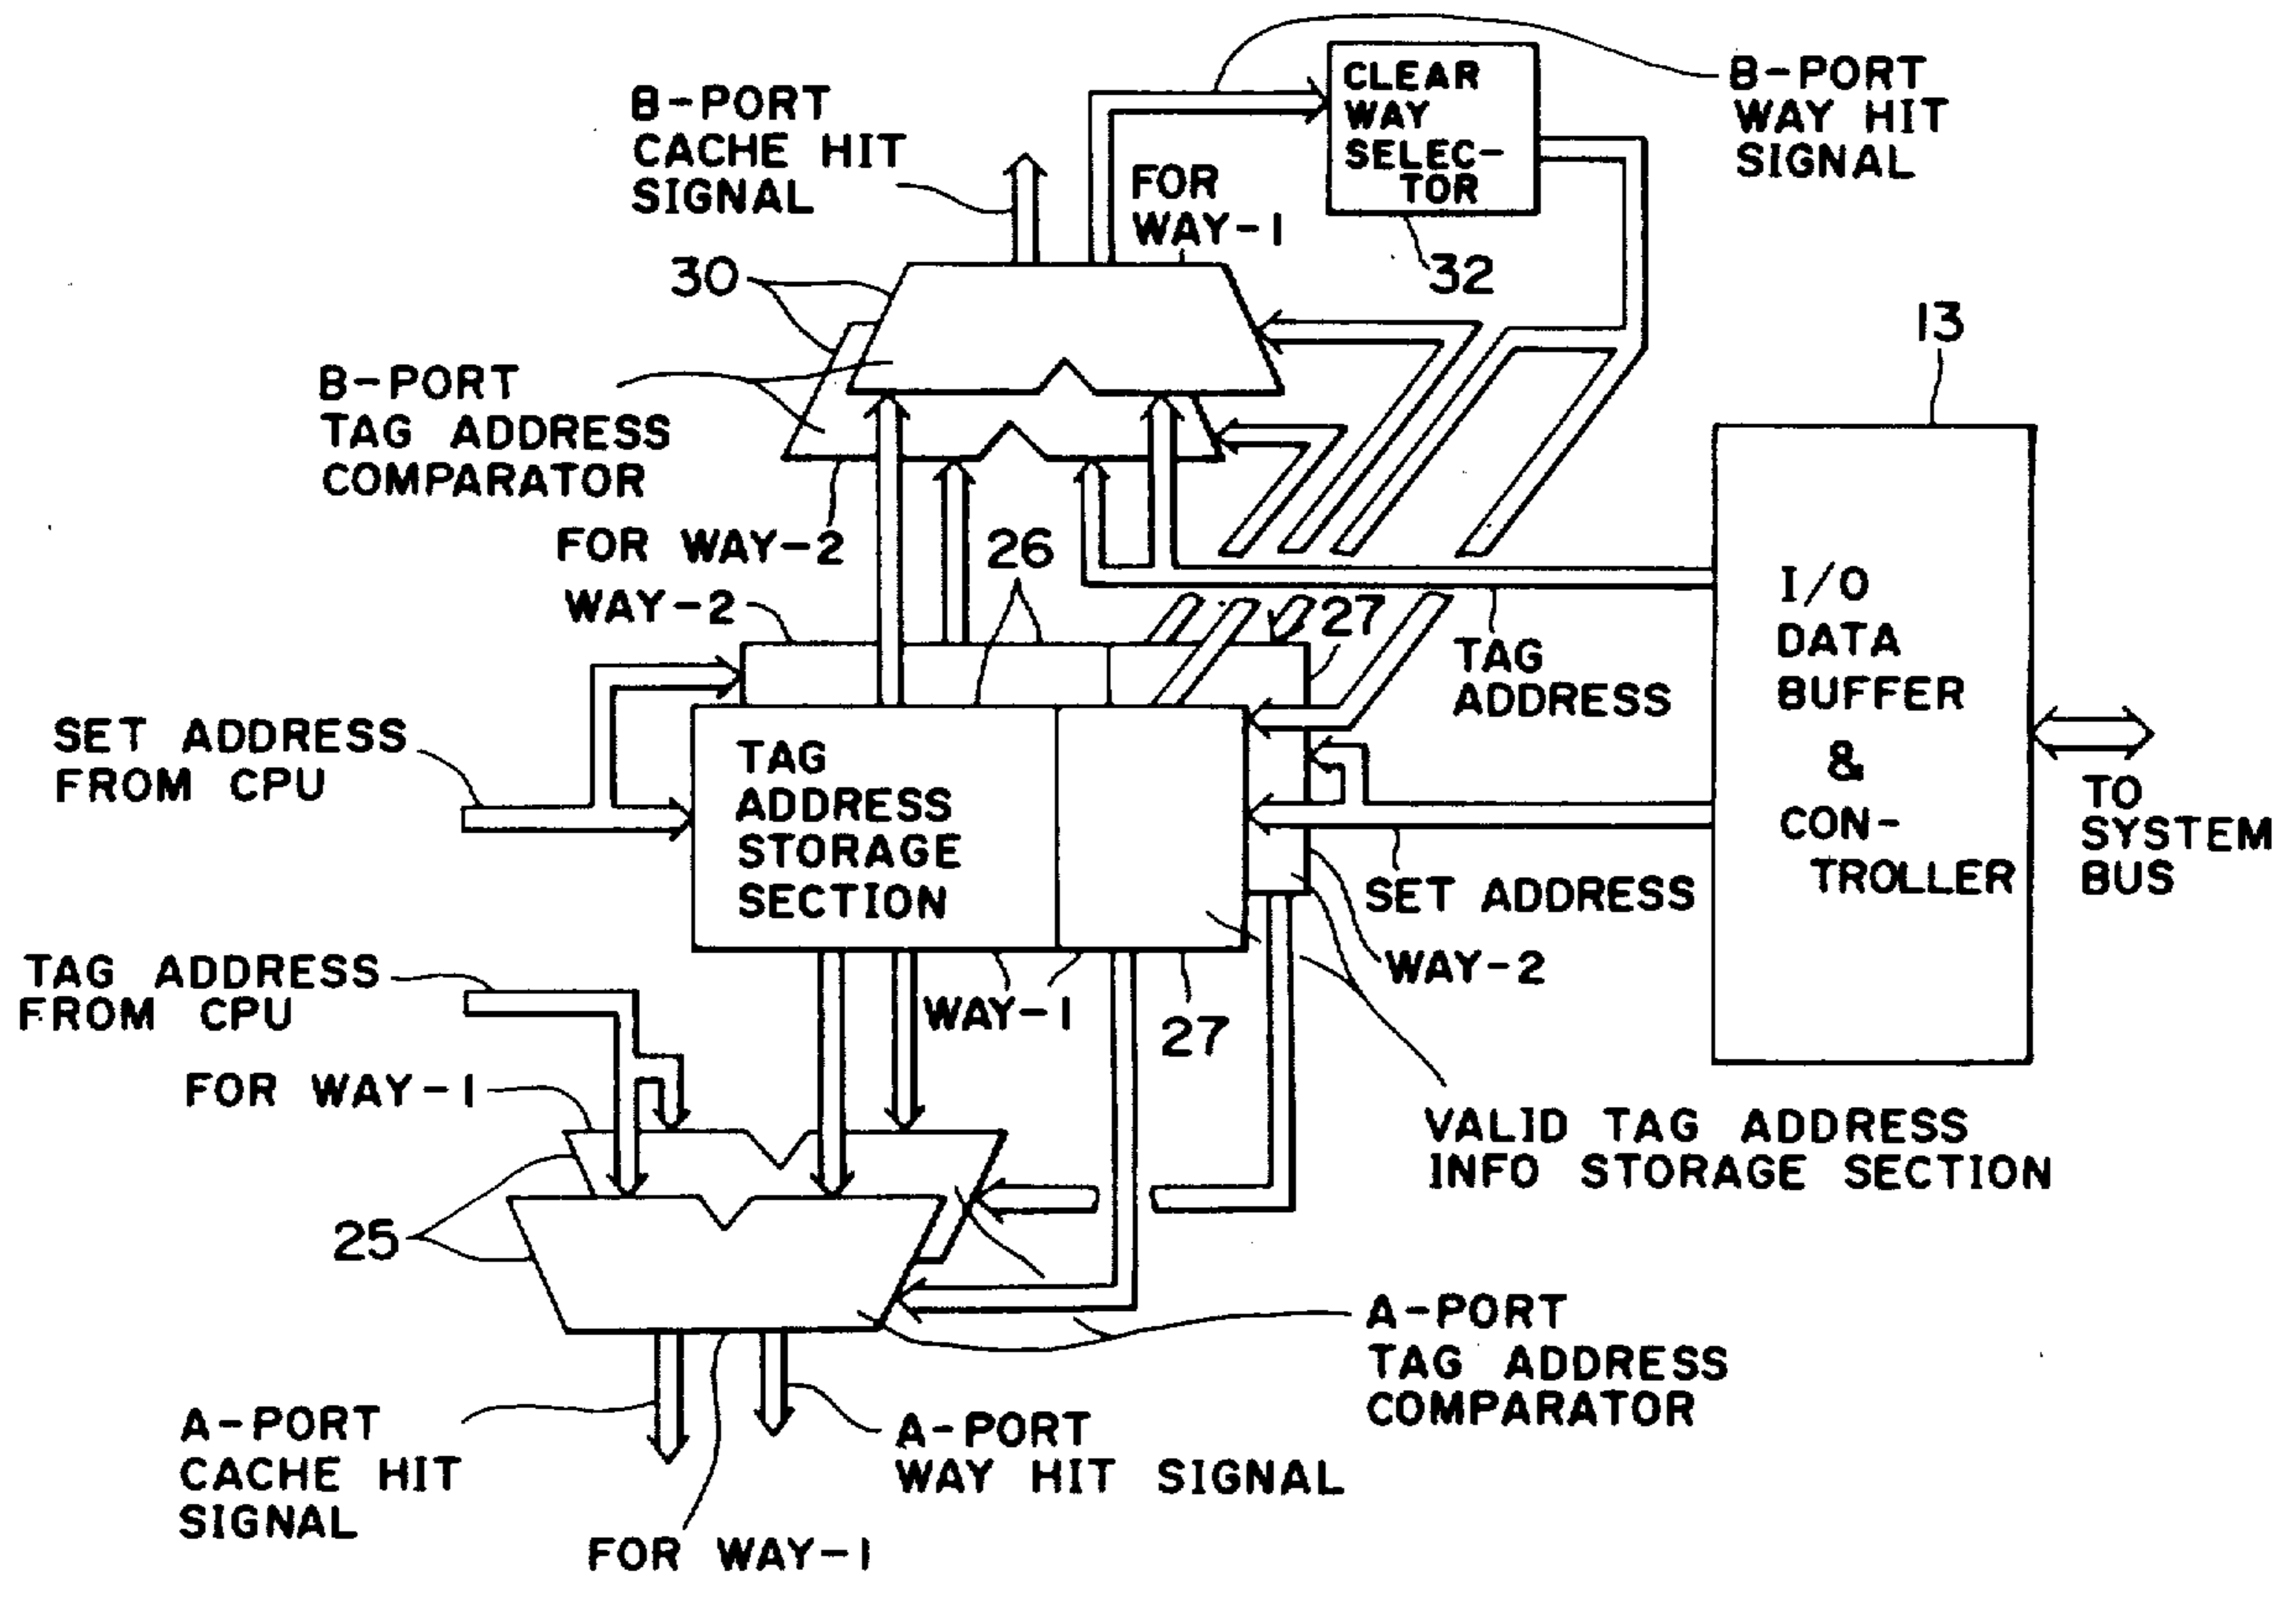 B-PORT
CACHE HIT
SIGNAL
CLEAR
WAY
SELEC-
TOR
B-PORT
WAY HIT
SIGNAL
FOR
WAY-1
30
32
13
B-PORT
TAG ADDRESS
COMPARATOR
FOR WAY-2
26
WAY-2
27
I/O
DATA
BUFFER
&
CON-
TROLLER
TAG
ADDRESS
SET ADDRESS
FROM CPU
TAG
ADDRESS
STORAGE
SECTION
TO
SYSTEM
BUS
SET ADDRESS
WAY-2
TAG ADDRESS
FROM CPU
WAY-1
27
FOR WAY-1
VALID TAG ADDRESS
INFO STORAGE SECTION
25
A-PORT
TAG ADDRESS
COMPARATOR
A-PORT
CACHE HIT
SIGNAL
A-PORT
WAY HIT SIGNAL
FOR WAY-1